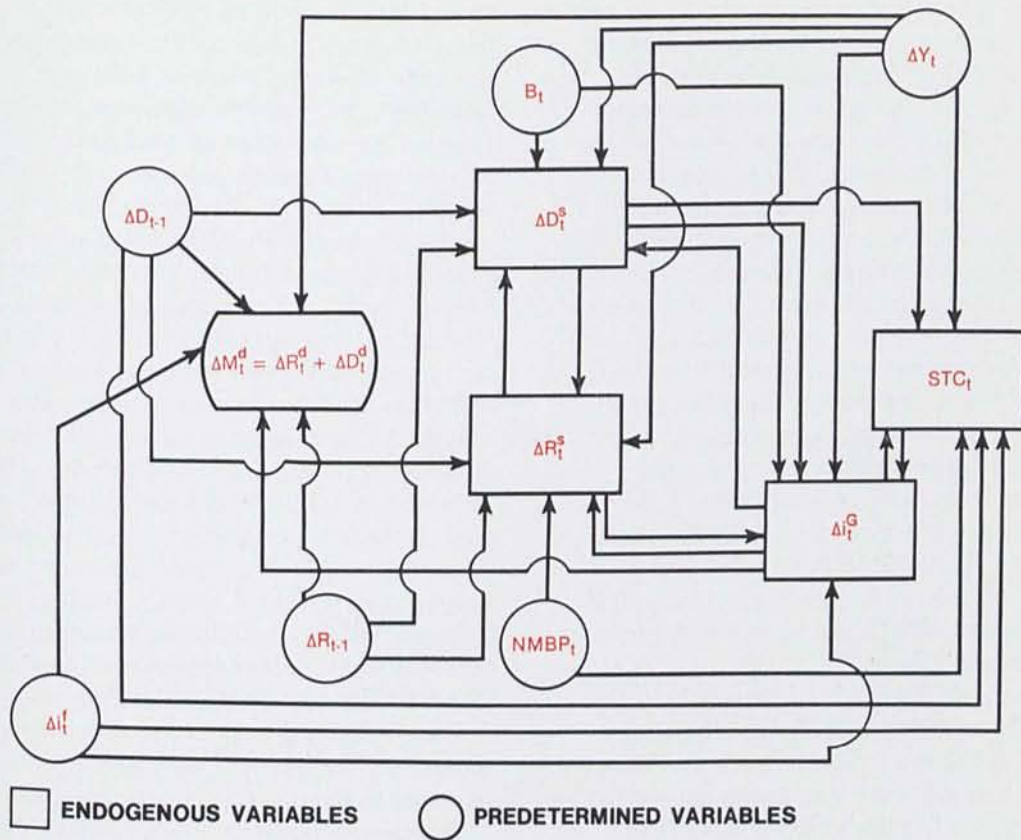 ΔYₜ
Bₜ
ΔDₜ₋₁
ΔDₜˢ
ΔMₜᵈ = ΔRₜᵈ + ΔDₜᵈ
STCₜ
ΔRₜˢ
Δiₜᴳ
ΔRₜ₋₁
NMBPₜ
Δiₜᶠ
ENDOGENOUS VARIABLES
PREDETERMINED VARIABLES